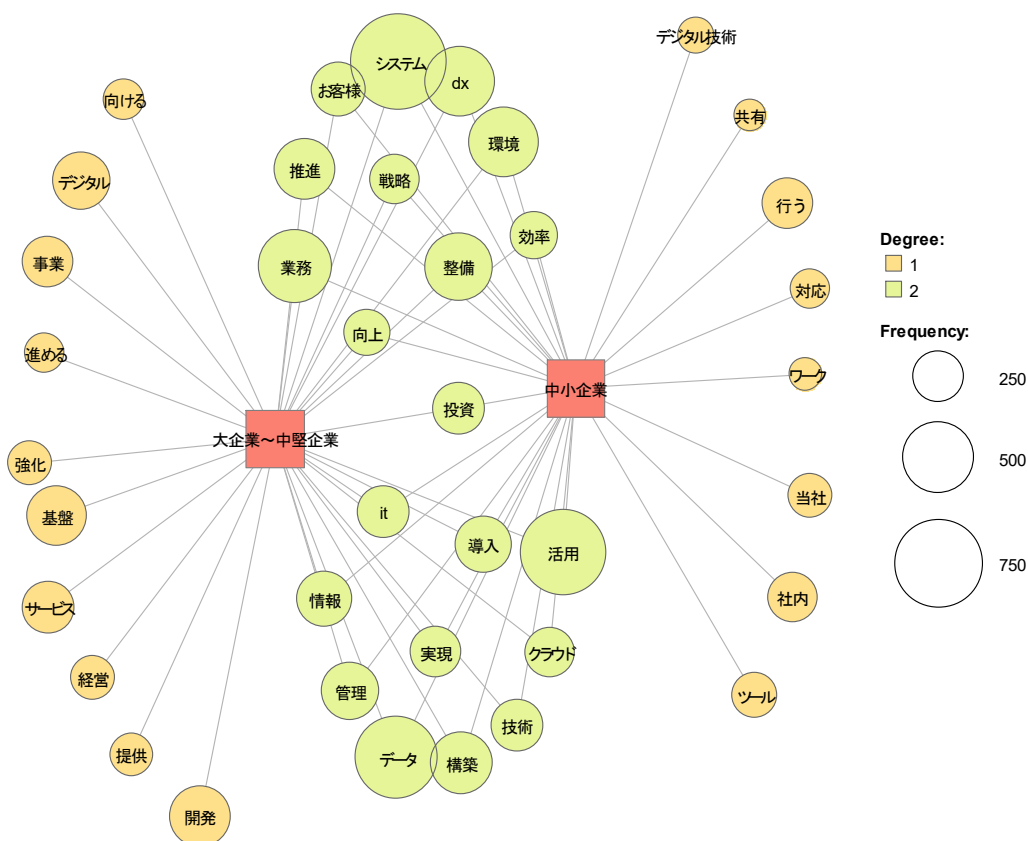 システム
デジタル技術
お客様
dx
向ける
共有
環境
推進
戦略
デジタル
行う
効率
事業
業務
整備
対応
向上
進める
ワーク
中小企業
投資
大企業～中堅企業
強化
当社
基盤
it
導入
活用
サービス
情報
社内
経営
実現
クラウド
管理
ツール
技術
提供
データ
構築
開発
Degree:
1
2
Frequency:
250
500
750